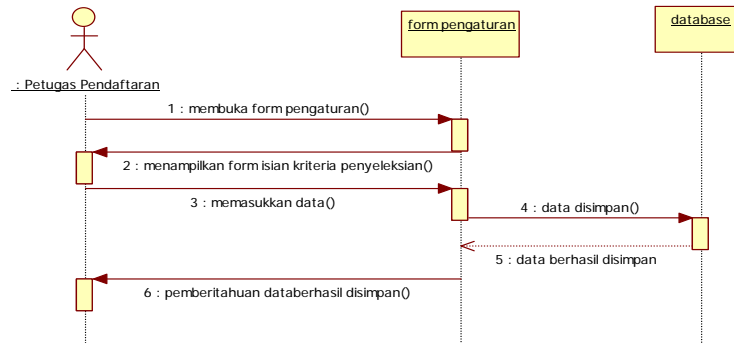 form pengaturan
database
: Petugas Pendaftaran
1 : membuka form pengaturan()
2 : menampilkan form isian kriteria penyeleksian()
3 : memasukkan data()
4 : data disimpan()
5 : data berhasil disimpan
6 : pemberitahuan databerhasil disimpan()